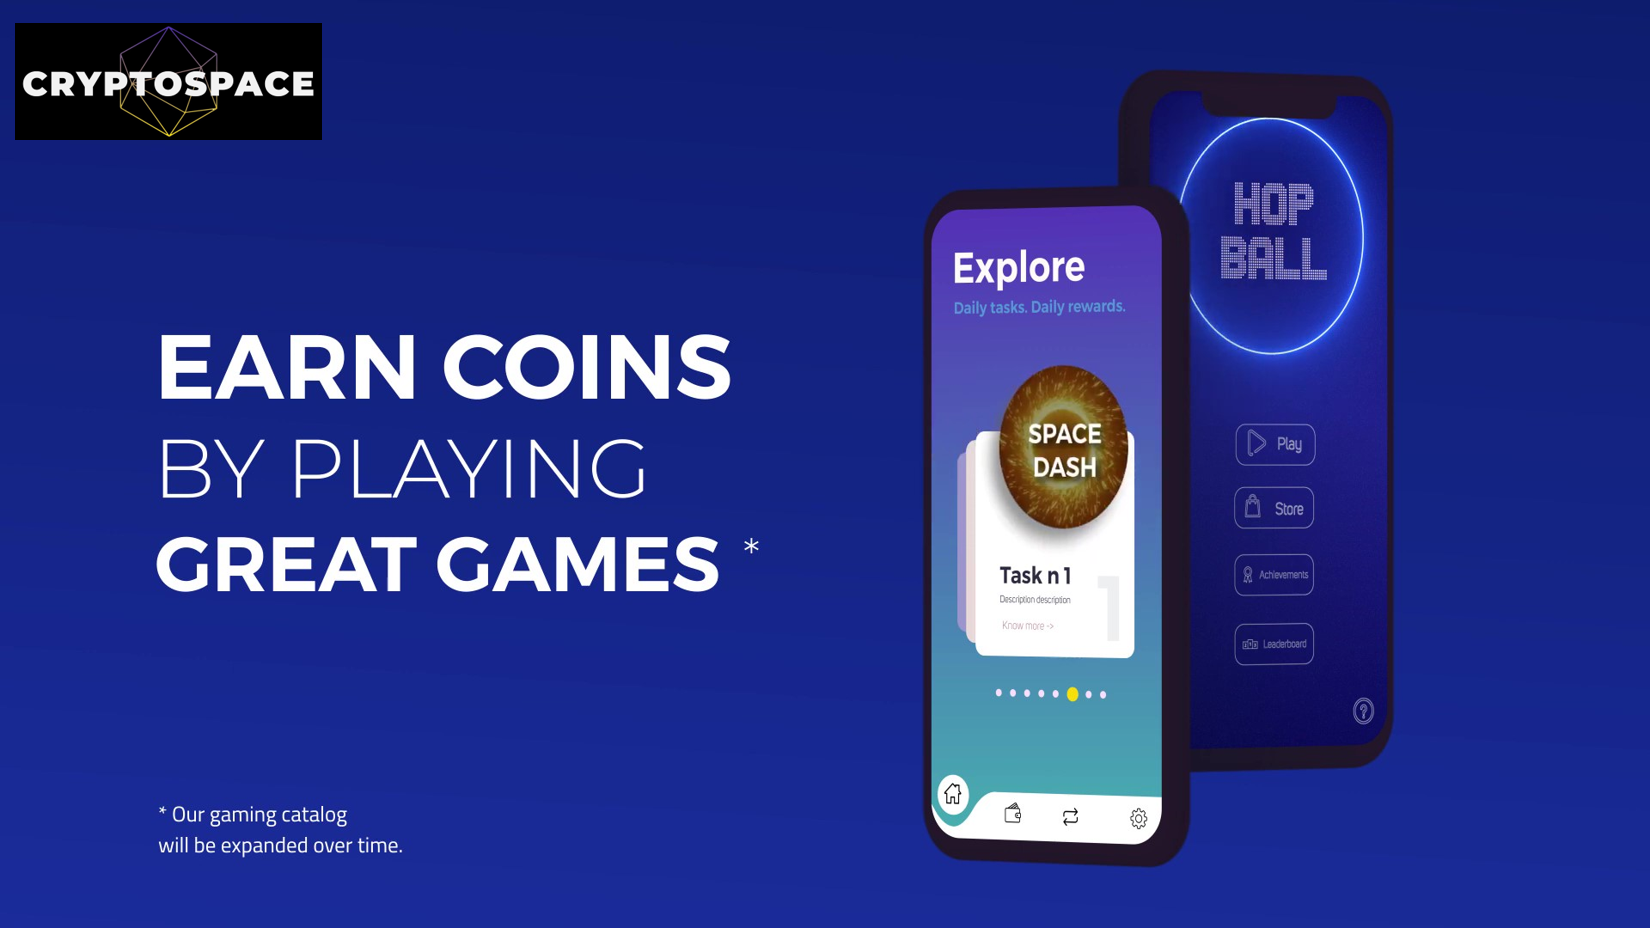 CRYPTOSPACE
EARN COINS
BY PLAYING
GREAT GAMES *
* Our gaming catalog
will be expanded over time.
Explore
Daily tasks. Daily rewards.
SPACE
DASH
Task n 1
1
Description description
Know more ->
HOP
BALL
Play
Store
Achievements
Leaderboard
?